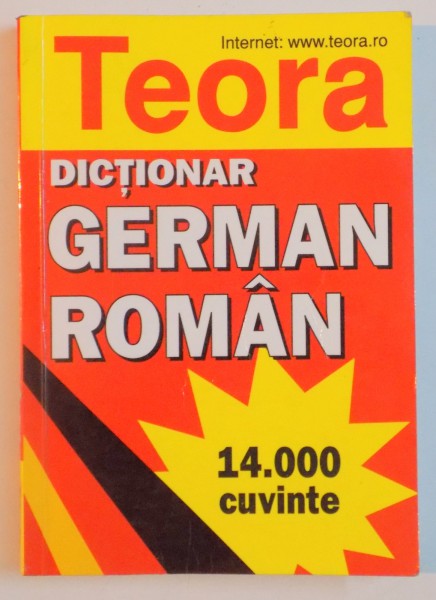 Internet: www.teora.ro
Teora
DICȚIONAR
GERMAN
ROMÂN
14.000
cuvinte